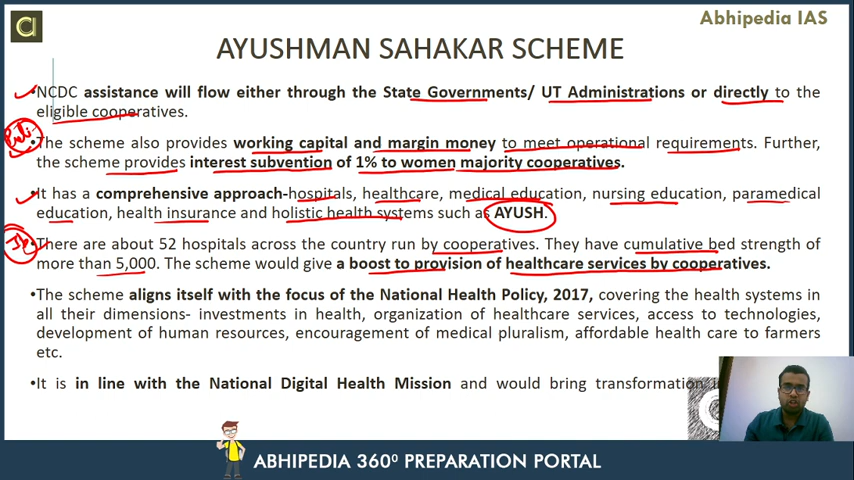 Abhipedia IAS
AYUSHMAN SAHAKAR SCHEME
•NCDC assistance will flow either through the State Governments/ UT Administrations or directly to the
eligible cooperatives.
•The scheme also provides working capital and margin money to meet operational requirements. Further,
the scheme provides interest subvention of 1% to women majority cooperatives.
•It has a comprehensive approach-hospitals, healthcare, medical education, nursing education, paramedical
education, health insurance and holistic health systems such as AYUSH.
•There are about 52 hospitals across the country run by cooperatives. They have cumulative bed strength of
more than 5,000. The scheme would give a boost to provision of healthcare services by cooperatives.
•The scheme aligns itself with the focus of the National Health Policy, 2017, covering the health systems in
all their dimensions- investments in health, organization of healthcare services, access to technologies,
development of human resources, encouragement of medical pluralism, affordable health care to farmers
etc.
•It is in line with the National Digital Health Mission and would bring transformation
ABHIPEDIA 360⁰ PREPARATION PORTAL